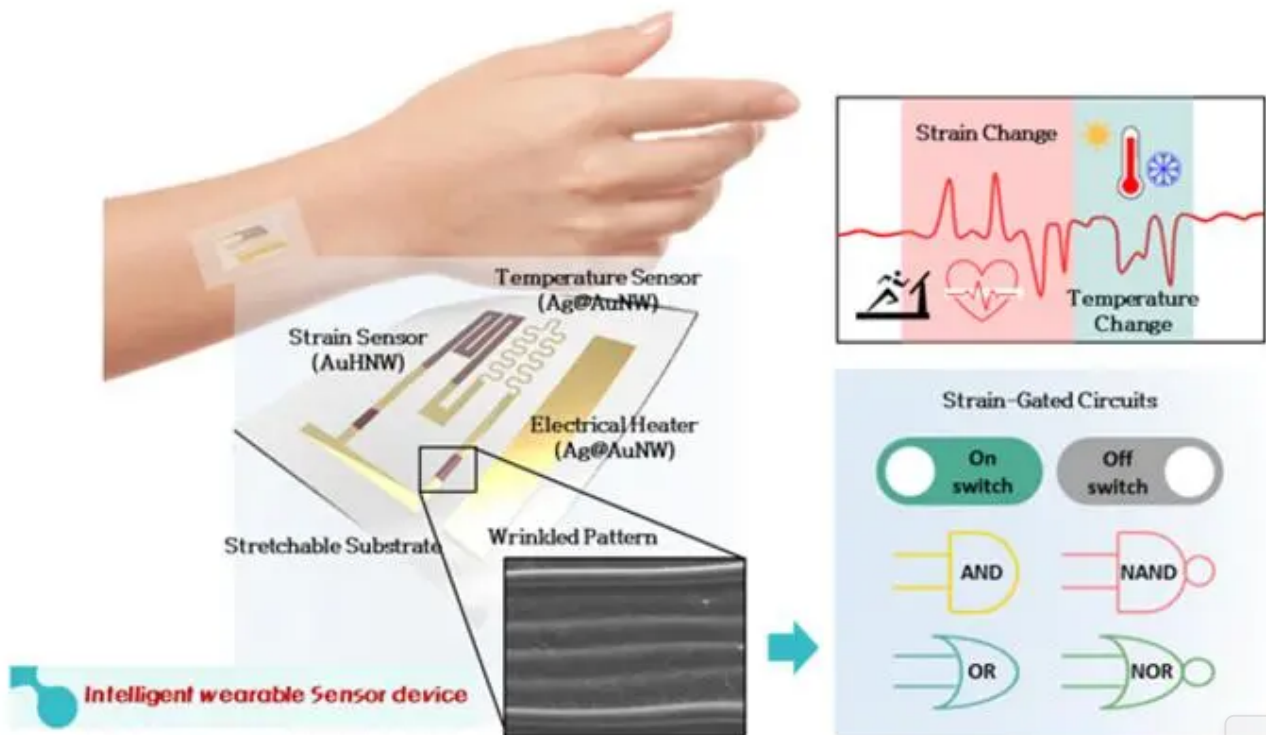 Strain Change
Temperature
Change
Temperature Sensor
(Ag@AuNW)
Strain Sensor
(AuHNW)
Electrical Heater
(Ag@AuNW)
Stretchable Substrate
Wrinkled Pattern
Intelligent wearable Sensor device
Strain-Gated Circuits
On
switch
Off
switch
AND
NAND
OR
NOR